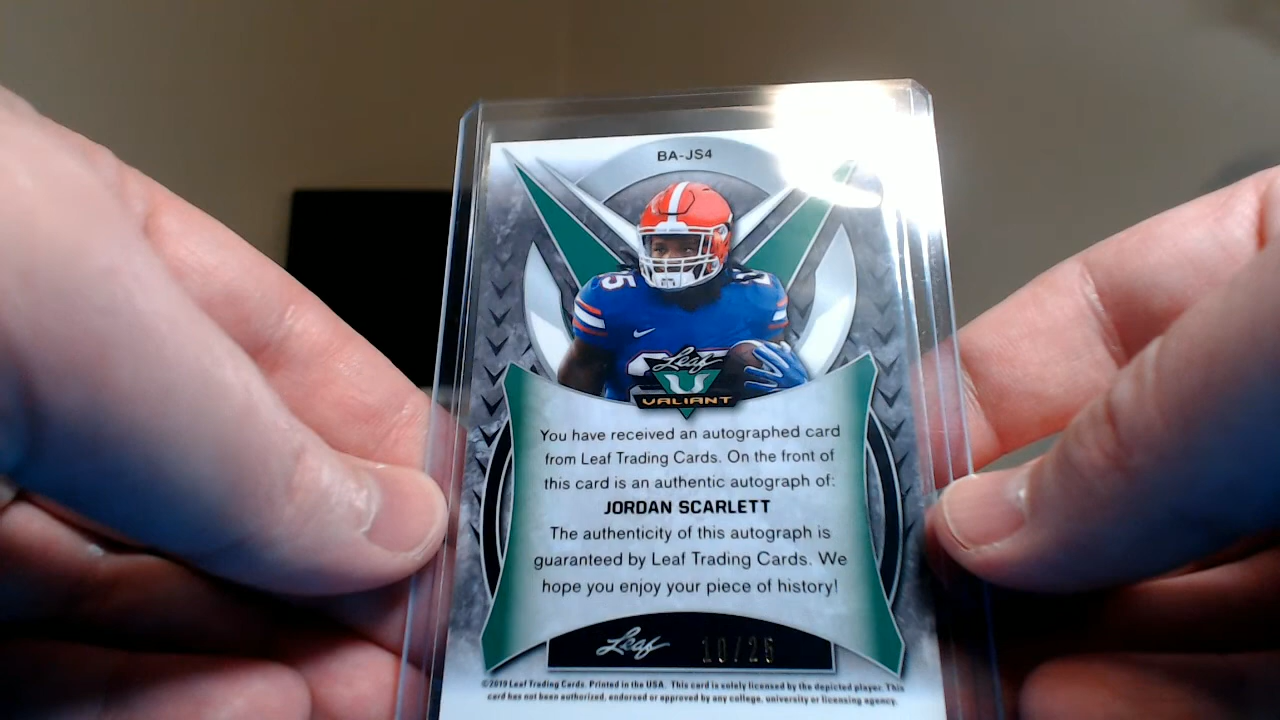 BA-JS4
5
25
25
Leaf
VALIANT
You have received an autographed card
from Leaf Trading Cards. On the front of
this card is an authentic autograph of:
JORDAN SCARLETT
The authenticity of this autograph is
guaranteed by Leaf Trading Cards. We
hope you enjoy your piece of history!
Leaf 10/25
©2019 Leaf Trading Cards. Printed in the USA. This card is solely licensed by the depicted player. This
card has not been authorized, endorsed or approved by any college, university or licensing agency.